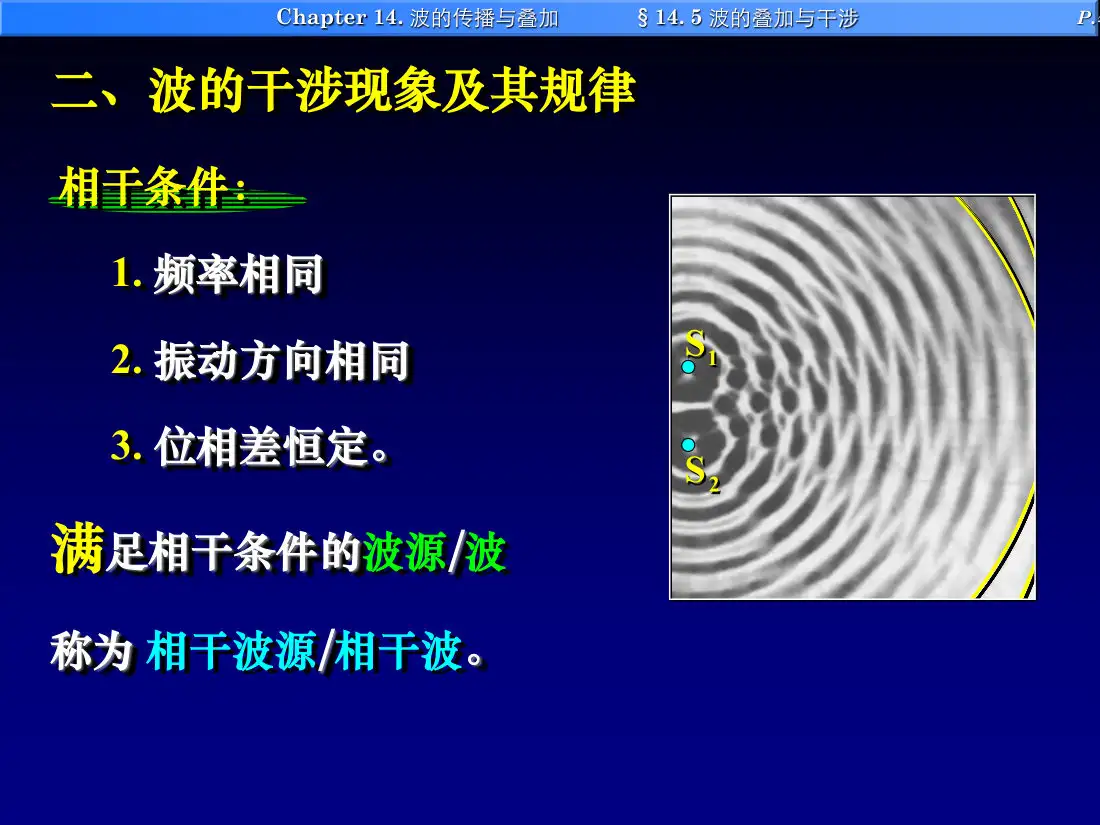 Chapter 14. 波的传播与叠加 § 14. 5 波的叠加与干涉 P.
二、波的干涉现象及其规律
相干条件:
1. 频率相同
2. 振动方向相同
3. 位相差恒定。
S1
S2
满足相干条件的波源/波
称为 相干波源/相干波。